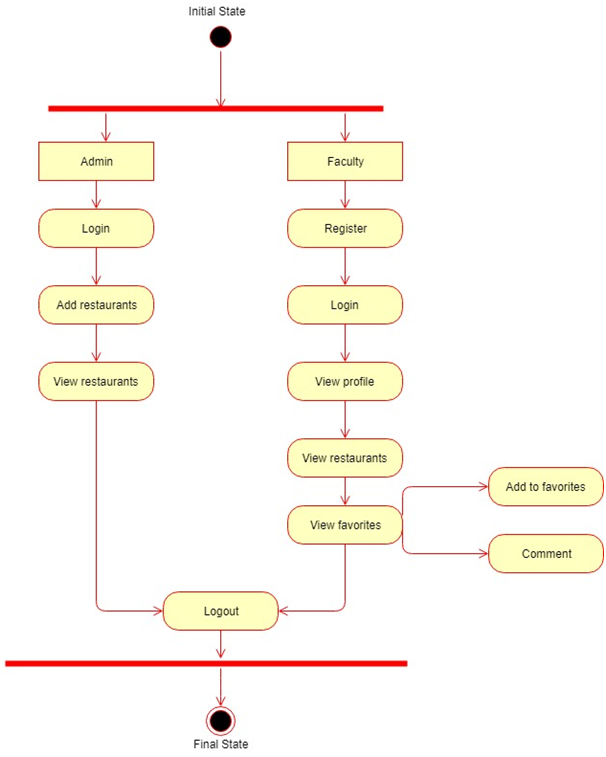 Initial State
Admin
Faculty
Login
Register
Add restaurants
Login
View restaurants
View profile
View restaurants
Add to favorites
View favorites
Comment
Logout
Final State